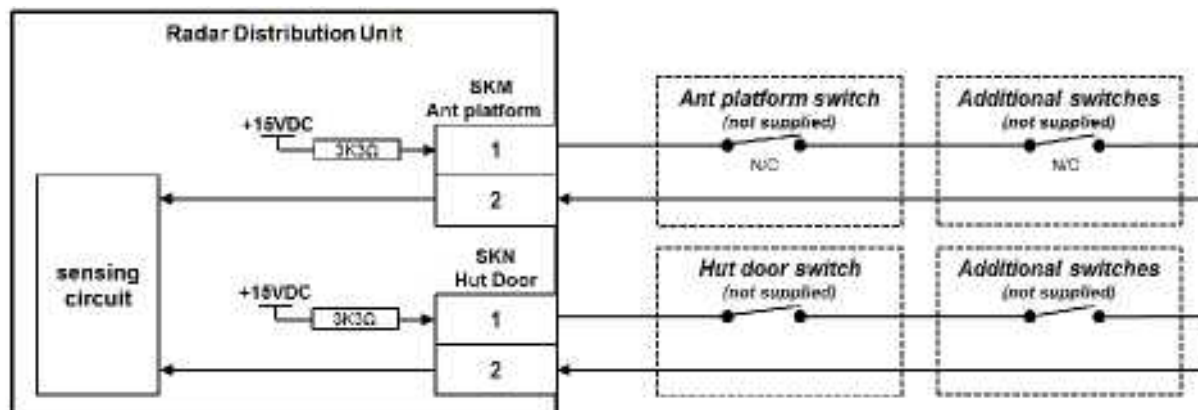 Radar Distribution Unit
SKM
Ant platform
+15VDC
3K3Ω
1
2
sensing
circuit
SKN
Hut Door
+15VDC
3K3Ω
1
2
Ant platform switch
(not supplied)
N/C
Additional switches
(not supplied)
N/C
Hut door switch
(not supplied)
Additional switches
(not supplied)